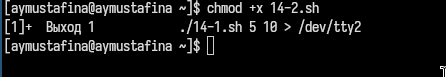 [aymustafina@aymustafina ~]$ chmod +x 14-2.sh
[1]+  Выход 1            ./14-1.sh 5 10 > /dev/tty2
[aymustafina@aymustafina ~]$